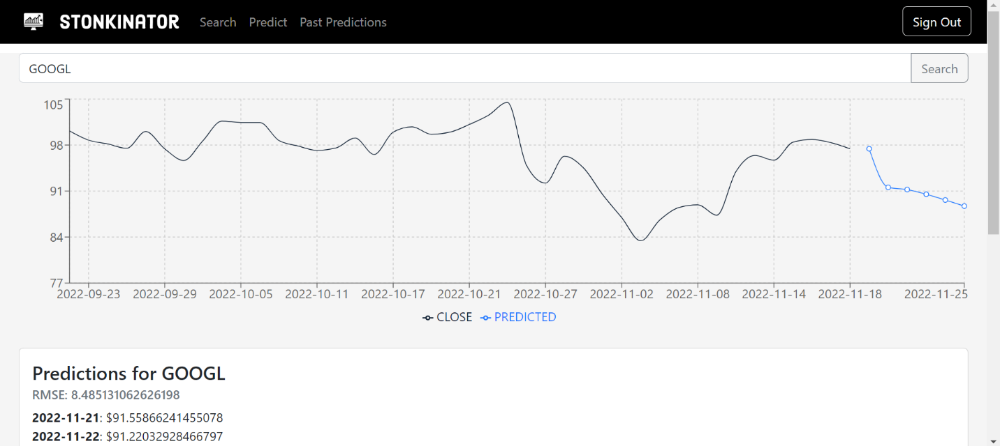 STONKINATOR Search Predict Past Predictions Sign Out
GOOGL Search
105
98
91
84
77
2022-09-23 2022-09-29 2022-10-05 2022-10-11 2022-10-17 2022-10-21 2022-10-27 2022-11-02 2022-11-08 2022-11-14 2022-11-18 2022-11-25
CLOSE PREDICTED
Predictions for GOOGL
RMSE: 8.485131062626198
2022-11-21: $91.55866241455078
2022-11-22: $91.22032928466797